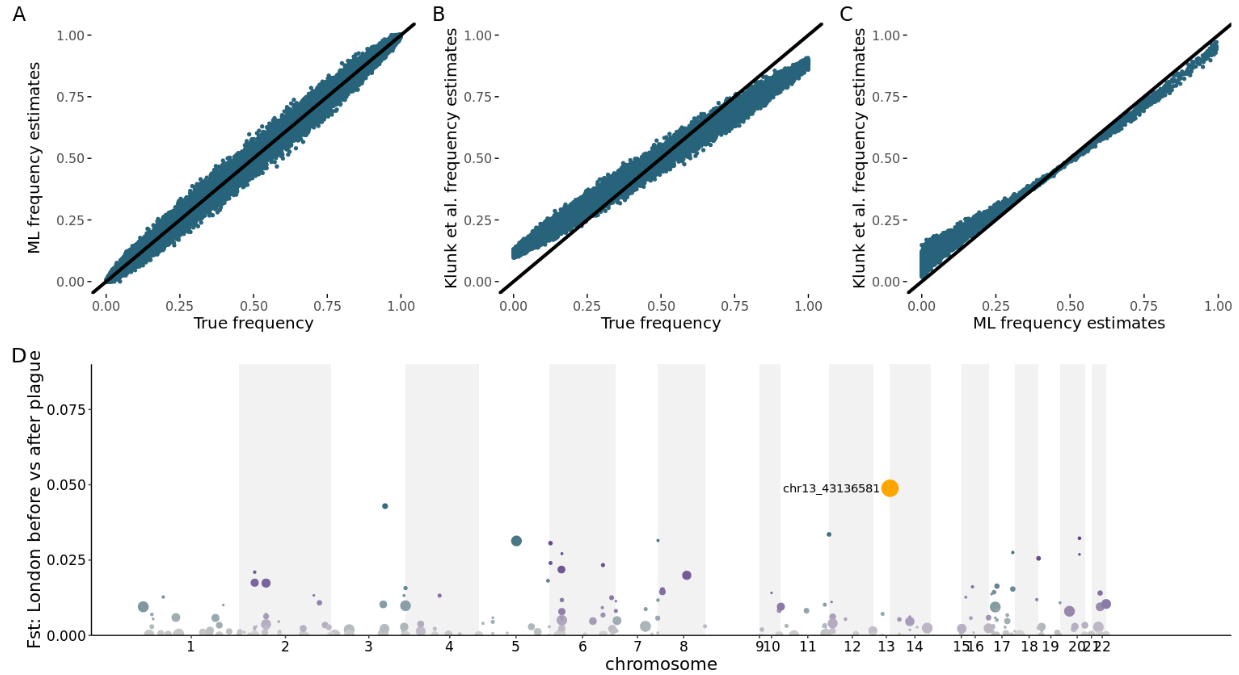 A
B
C
ML frequency estimates
1.00
0.75
0.50
0.25
0.00
0.00 0.25 0.50 0.75 1.00
True frequency
Klunk et al. frequency estimates
1.00
0.75
0.50
0.25
0.00
0.00 0.25 0.50 0.75 1.00
True frequency
Klunk et al. frequency estimates
1.00
0.75
0.50
0.25
0.00
0.00 0.25 0.50 0.75 1.00
ML frequency estimates
D
Fst: London before vs after plague
0.075
0.050
0.025
0.000
chr13_43136581
1 2 3 4 5 6 7 8 9 10 11 12 13 14 15 16 17 18 19 20 21 22
chromosome